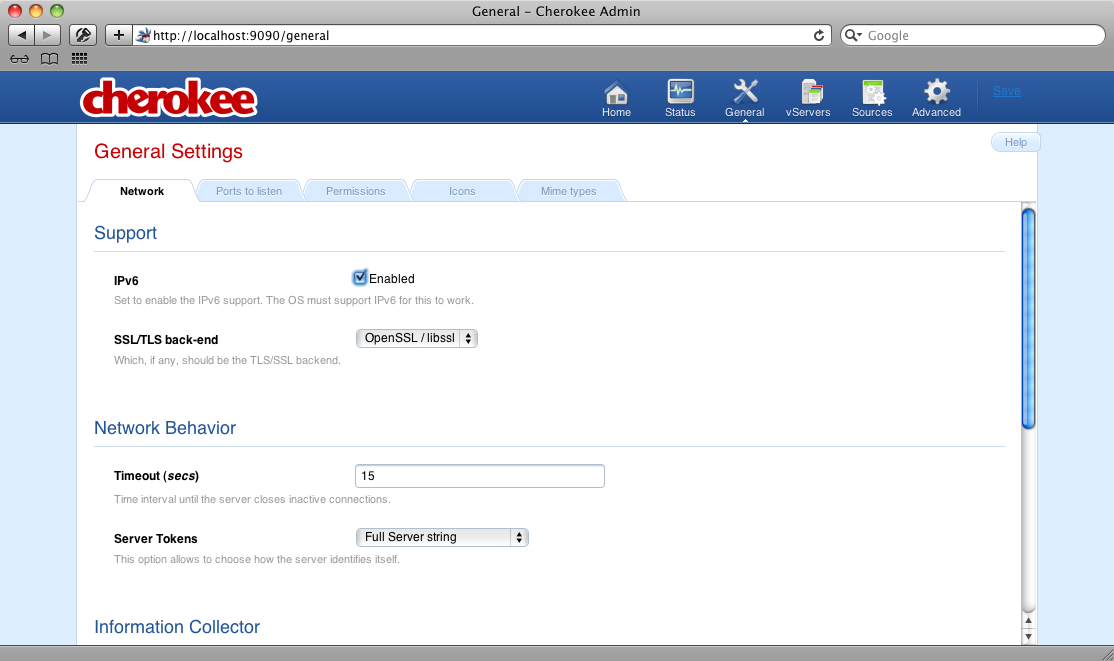 General – Cherokee Admin
http://localhost:9090/general
Google
cherokee
Home
Status
General
vServers
Sources
Advanced
Save
Help
General Settings
Network
Ports to listen
Permissions
Icons
Mime types
Support
IPv6
Enabled
Set to enable the IPv6 support. The OS must support IPv6 for this to work.
SSL/TLS back-end
OpenSSL / libssl
Which, if any, should be the TLS/SSL backend.
Network Behavior
Timeout (secs)
15
Time interval until the server closes inactive connections.
Server Tokens
Full Server string
This option allows to choose how the server identifies itself.
Information Collector